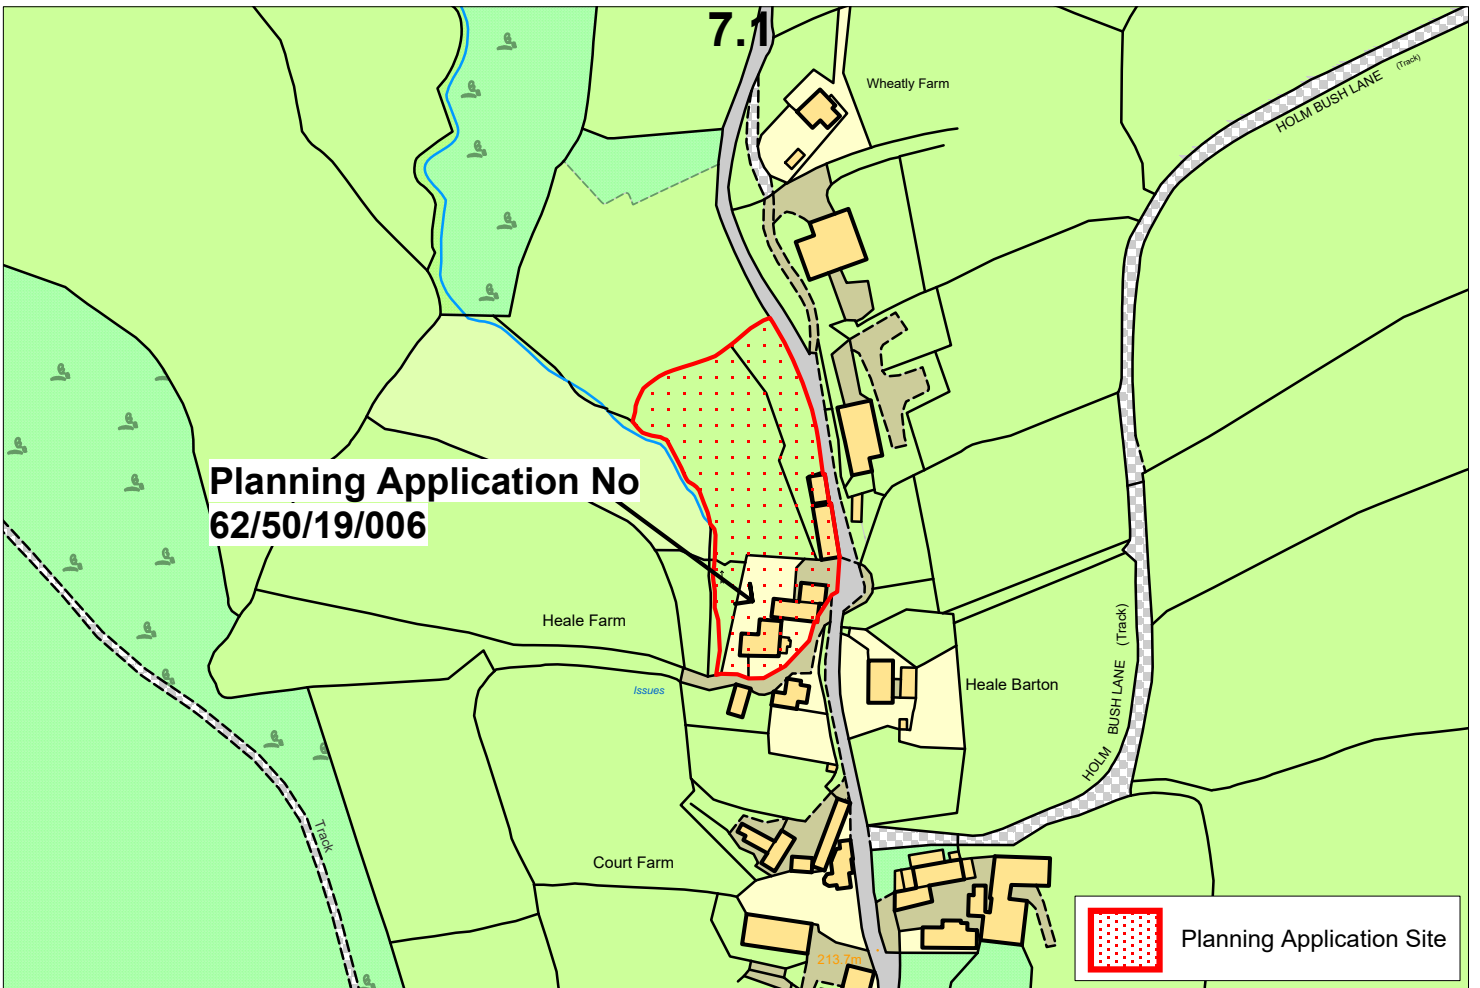 7.1
Wheatly Farm
HOLM BUSH LANE (Track)
Planning Application No
62/50/19/006
Heale Farm
HOLM BUSH LANE (Track)
Issues
Heale Barton
Track
Court Farm
213.7m
Planning Application Site